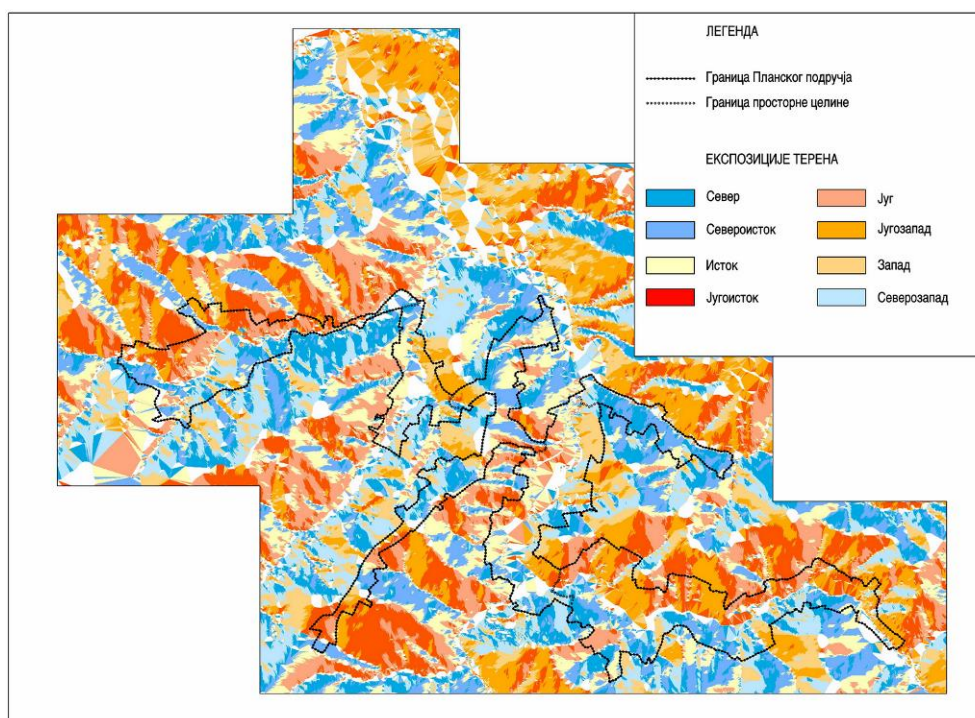 ЛЕГЕНДА
Граница Планског подручја
Граница просторне целине
ЕКСПОЗИЦИЈЕ ТЕРЕНА
Север
Североисток
Исток
Југоисток
Југ
Југозапад
Запад
Северозапад